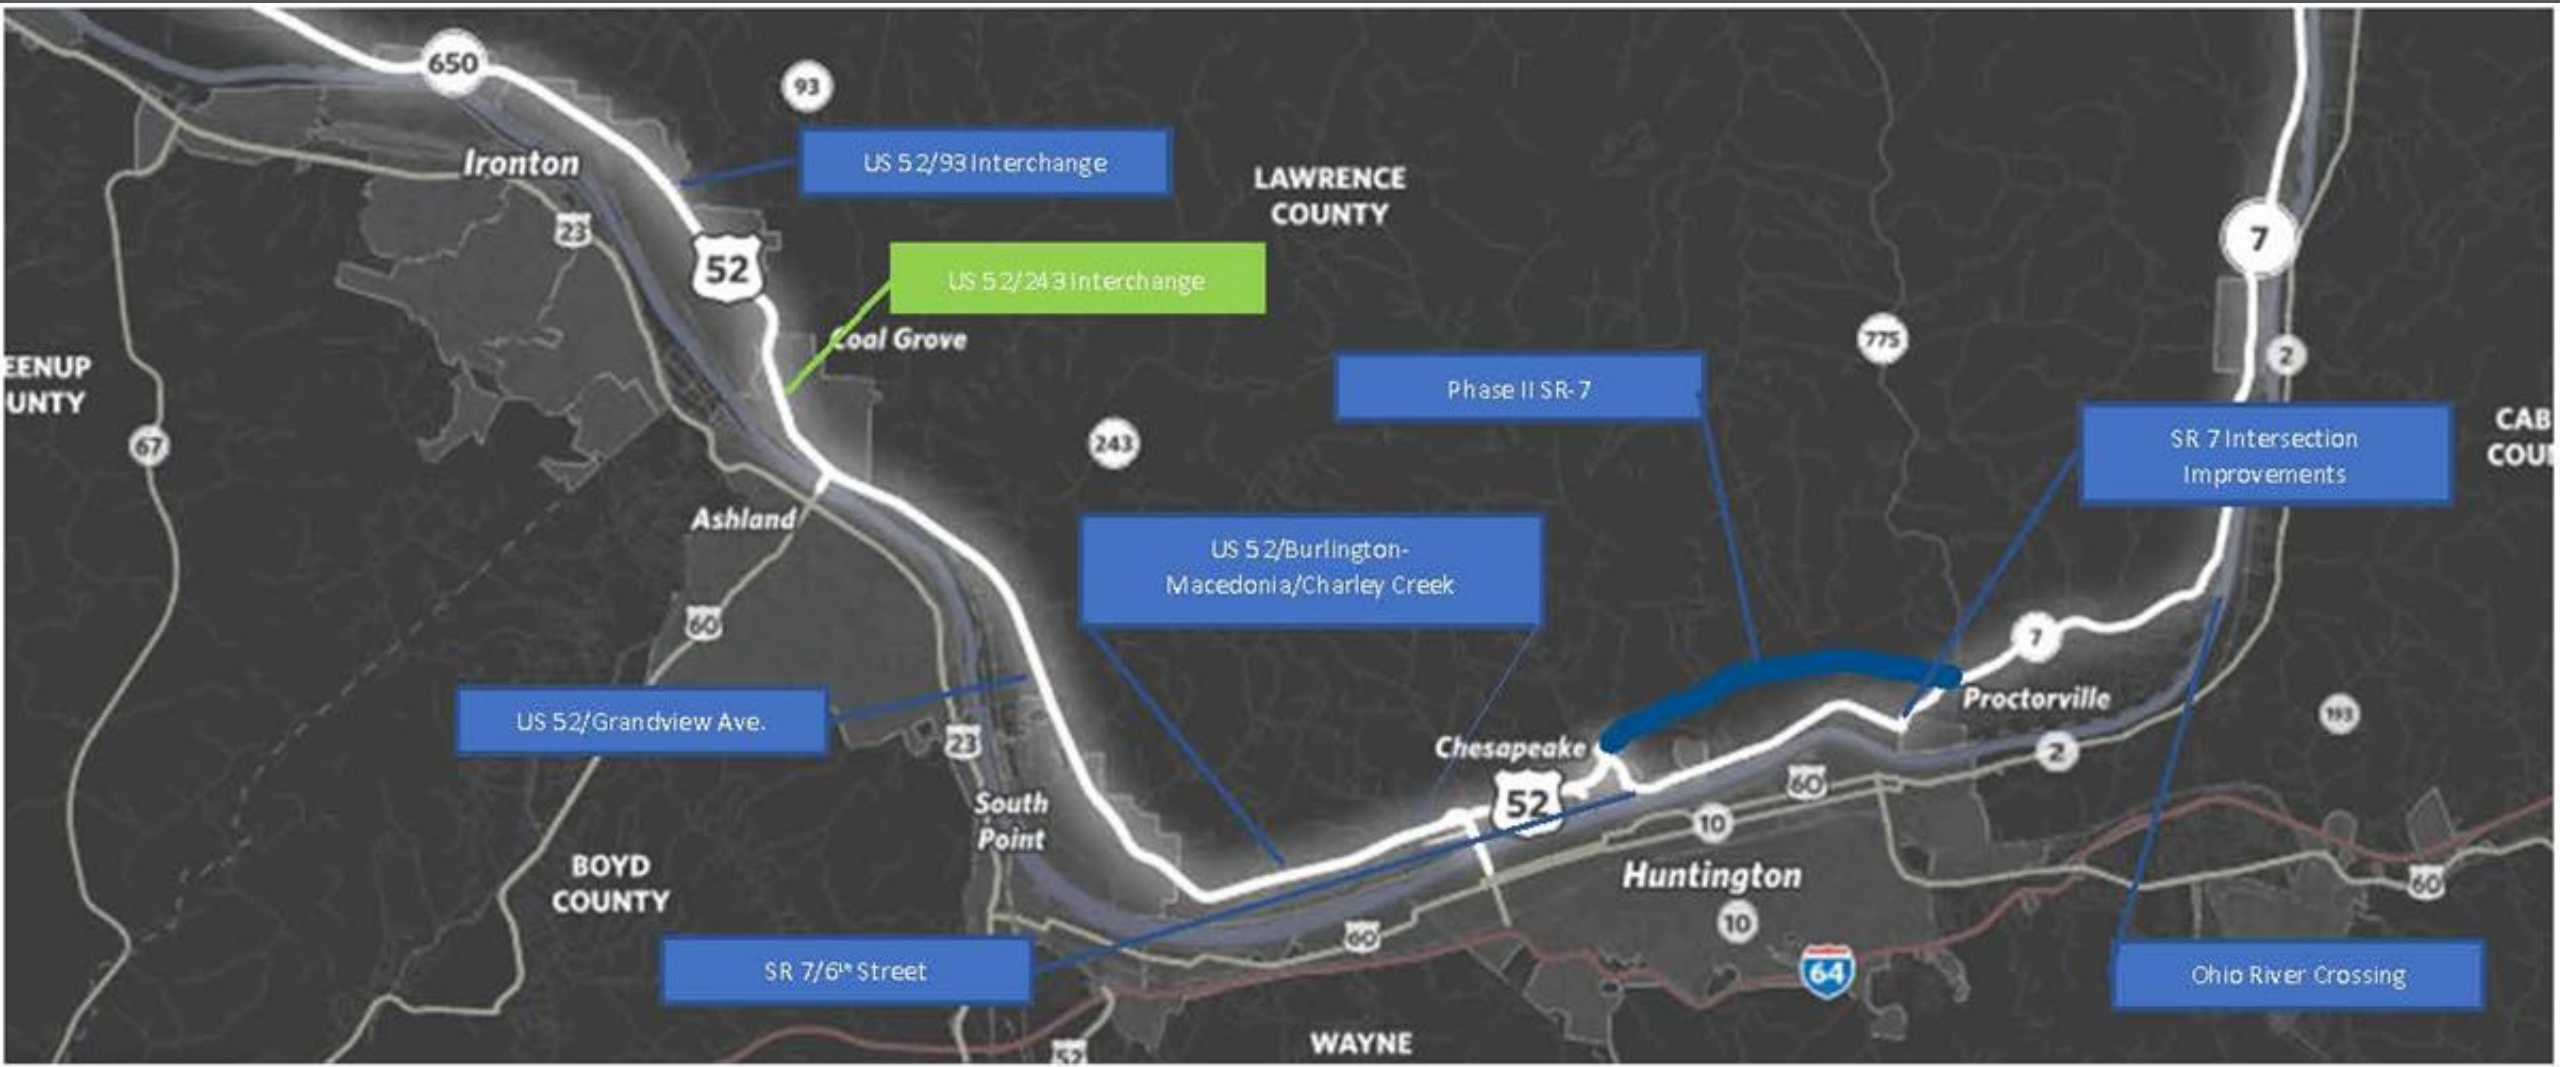 650
93
US 52/93 Interchange
Ironton
LAWRENCE
COUNTY
23
7
52
US 52/243 Interchange
Coal Grove
775
2
EENUP
UNTY
Phase II SR-7
67
243
SR 7 Intersection
Improvements
CAB
COU
Ashland
US 52/Burlington-
Macedonia/Charley Creek
60
7
US 52/Grandview Ave.
23
Proctorville
193
Chesapeake
2
South
Point
52
60
10
BOYD
COUNTY
Huntington
60
10
60
SR 7/6th Street
64
Ohio River Crossing
WAYNE
52